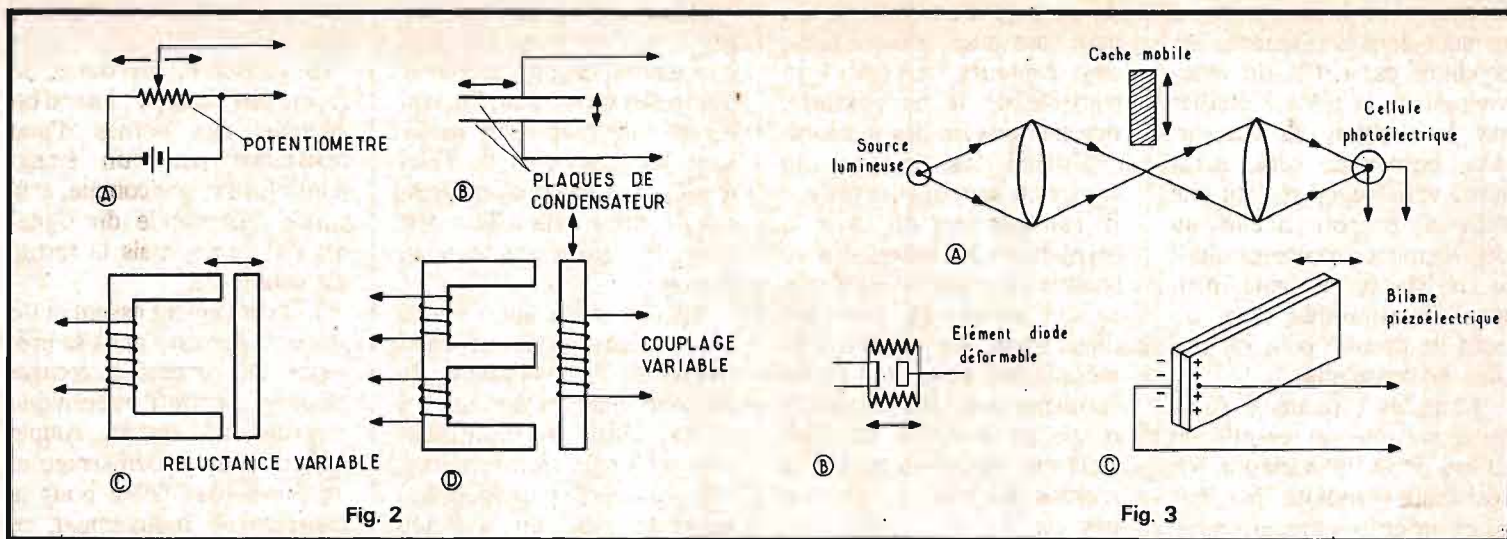 POTENTIOMETRE
Ⓐ
PLAQUES DE
CONDENSATEUR
Ⓑ
RELUCTANCE VARIABLE
Ⓒ
COUPLAGE
VARIABLE
Ⓓ
Fig. 2
Cache mobile
Source
lumineuse
Cellule
photoélectrique
Ⓐ
Elément diode
déformable
Ⓑ
Bilame
piézoélectrique
- + 
- +
- +
- +
Ⓒ
Fig. 3